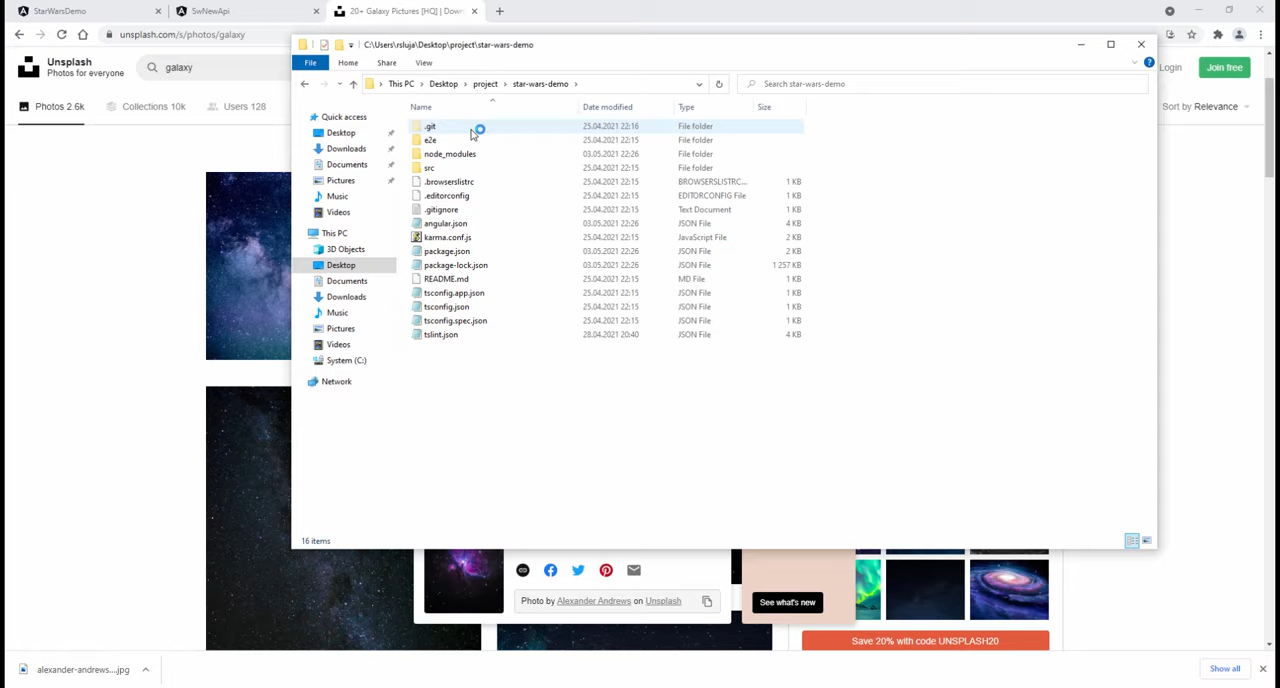 StarWarsDemo
SwNewApi
20+ Galaxy Pictures [HQ] | Down
unsplash.com/s/photos/galaxy
Unsplash
Photos for everyone
galaxy
Login
Join free
Photos 2.6k
Collections 10k
Users 128
Sort by Relevance
C:\Users\rsluja\Desktop\project\star-wars-demo
File
Home
Share
View
This PC > Desktop > project > star-wars-demo >
Search star-wars-demo
Name
Date modified
Type
Size
Quick access
Desktop
Downloads
Documents
Pictures
Music
Videos
This PC
3D Objects
Desktop
Documents
Downloads
Music
Pictures
Videos
System (C:)
Network
.git 25.04.2021 22:16 File folder
e2e 25.04.2021 22:15 File folder
node_modules 03.05.2021 22:26 File folder
src 25.04.2021 22:15 File folder
.browserslistrc 25.04.2021 22:15 BROWSERSLISTRC... 1 KB
.editorconfig 25.04.2021 22:15 EDITORCONFIG File 1 KB
.gitignore 25.04.2021 22:15 Text Document 1 KB
angular.json 03.05.2021 22:26 JSON File 4 KB
karma.conf.js 25.04.2021 22:15 JavaScript File 2 KB
package.json 03.05.2021 22:26 JSON File 2 KB
package-lock.json 03.05.2021 22:26 JSON File 1 257 KB
README.md 25.04.2021 22:15 MD File 1 KB
tsconfig.app.json 25.04.2021 22:15 JSON File 1 KB
tsconfig.json 25.04.2021 22:15 JSON File 1 KB
tsconfig.spec.json 25.04.2021 22:15 JSON File 1 KB
tslint.json 28.04.2021 20:40 JSON File 4 KB
16 items
Photo by Alexander Andrews on Unsplash
See what's new
Save 20% with code UNSPLASH20
alexander-andrews....jpg
Show all